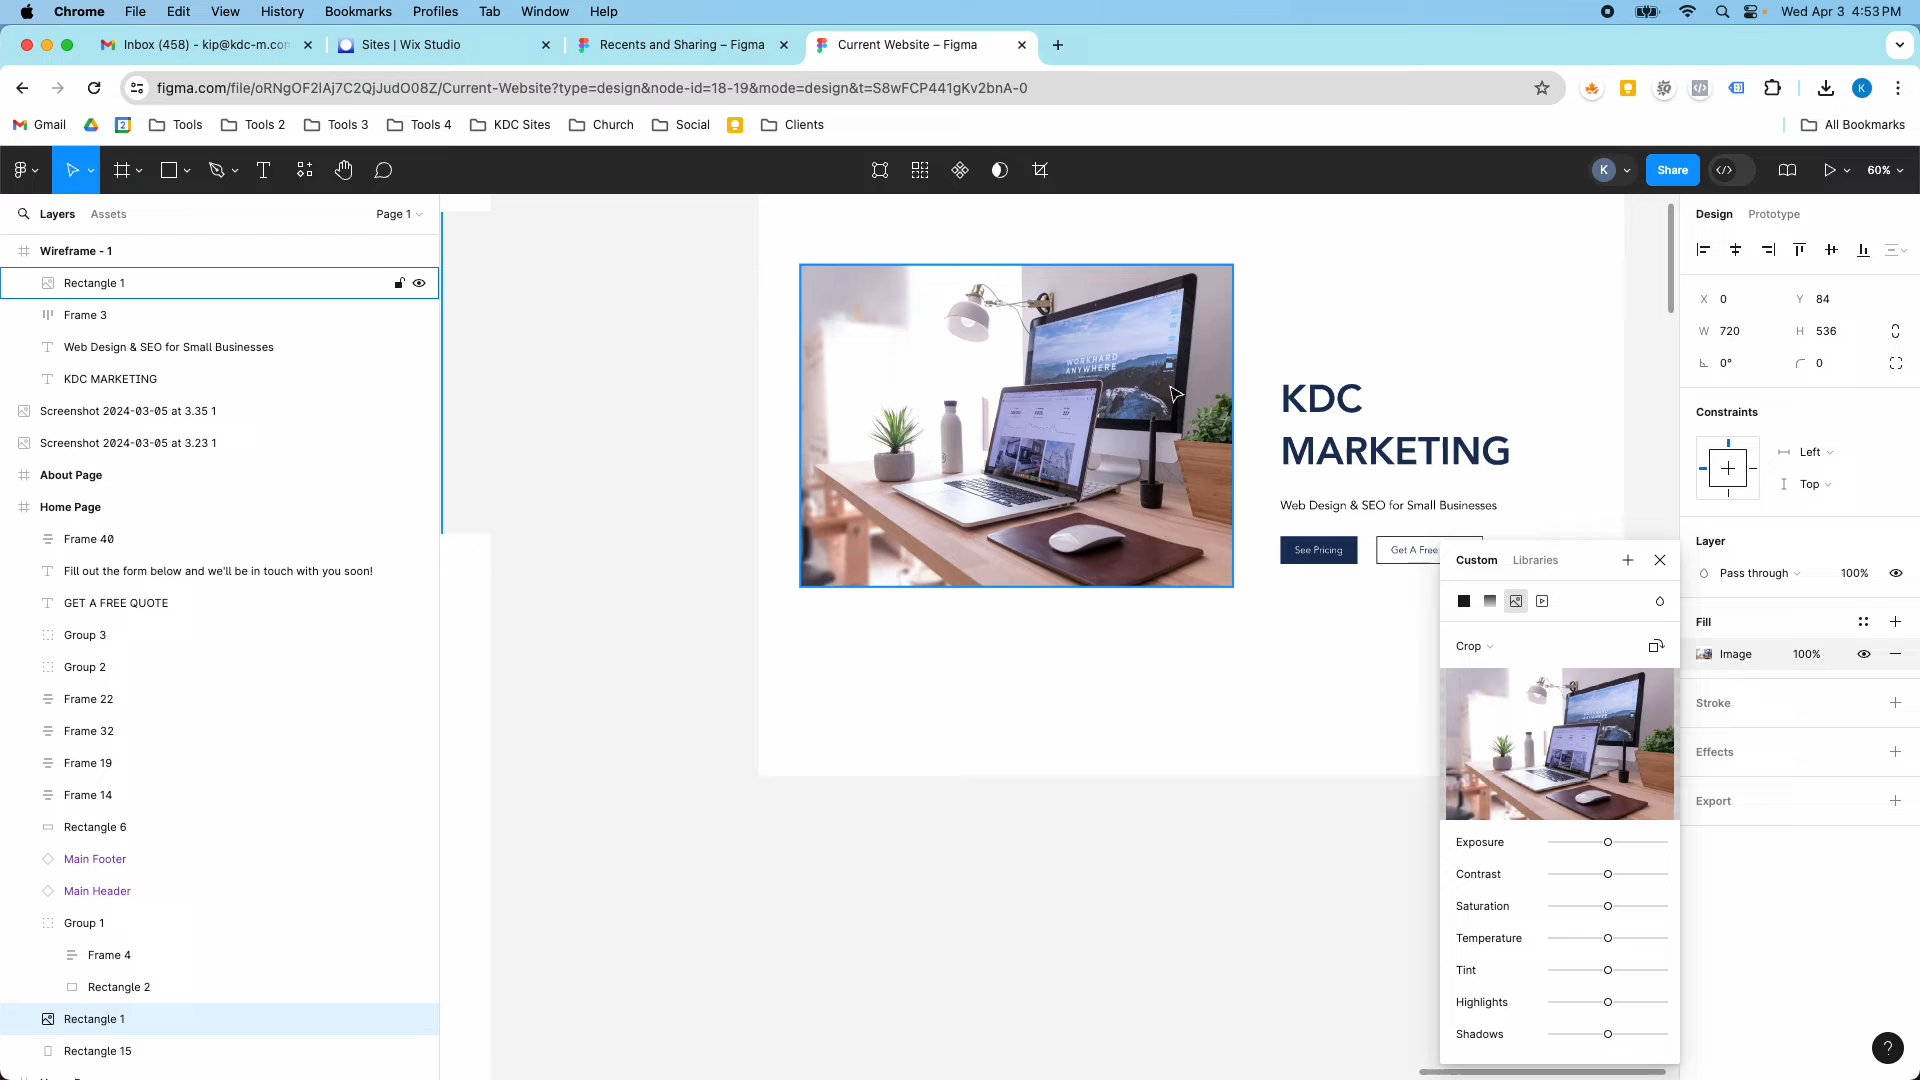 Chrome File Edit View History Bookmarks Profiles Tab Window Help Wed Apr 3 4:53 PM
Inbox (458) - kip@kdc-m.com Sites | Wix Studio Recents and Sharing – Figma Current Website – Figma
figma.com/file/oRNgOF2lAj7C2QjJudO08Z/Current-Website?type=design&node-id=18-19&mode=design&t=S8wFCP441gKv2bnA-0 K
Gmail Tools Tools 2 Tools 3 Tools 4 KDC Sites Church Social Clients All Bookmarks
K Share 60%
Layers Assets Page 1 Design Prototype
Wireframe - 1
Rectangle 1
Frame 3
Web Design & SEO for Small Businesses
KDC MARKETING
Screenshot 2024-03-05 at 3.35 1
Screenshot 2024-03-05 at 3.23 1
About Page
Home Page
Frame 40
Fill out the form below and we'll be in touch with you soon!
GET A FREE QUOTE
Group 3
Group 2
Frame 22
Frame 32
Frame 19
Frame 14
Rectangle 6
Main Footer
Main Header
Group 1
Frame 4
Rectangle 2
Rectangle 1
Rectangle 15
WORK HARD
ANYWHERE
KDC
MARKETING
Web Design & SEO for Small Businesses
See Pricing Get A Free
Custom Libraries
Crop
Exposure
Contrast
Saturation
Temperature
Tint
Highlights
Shadows
X 0 Y 84
W 720 H 536
0° 0
Constraints
Left
Top
Layer
Pass through 100%
Fill
Image 100%
Stroke
Effects
Export
?